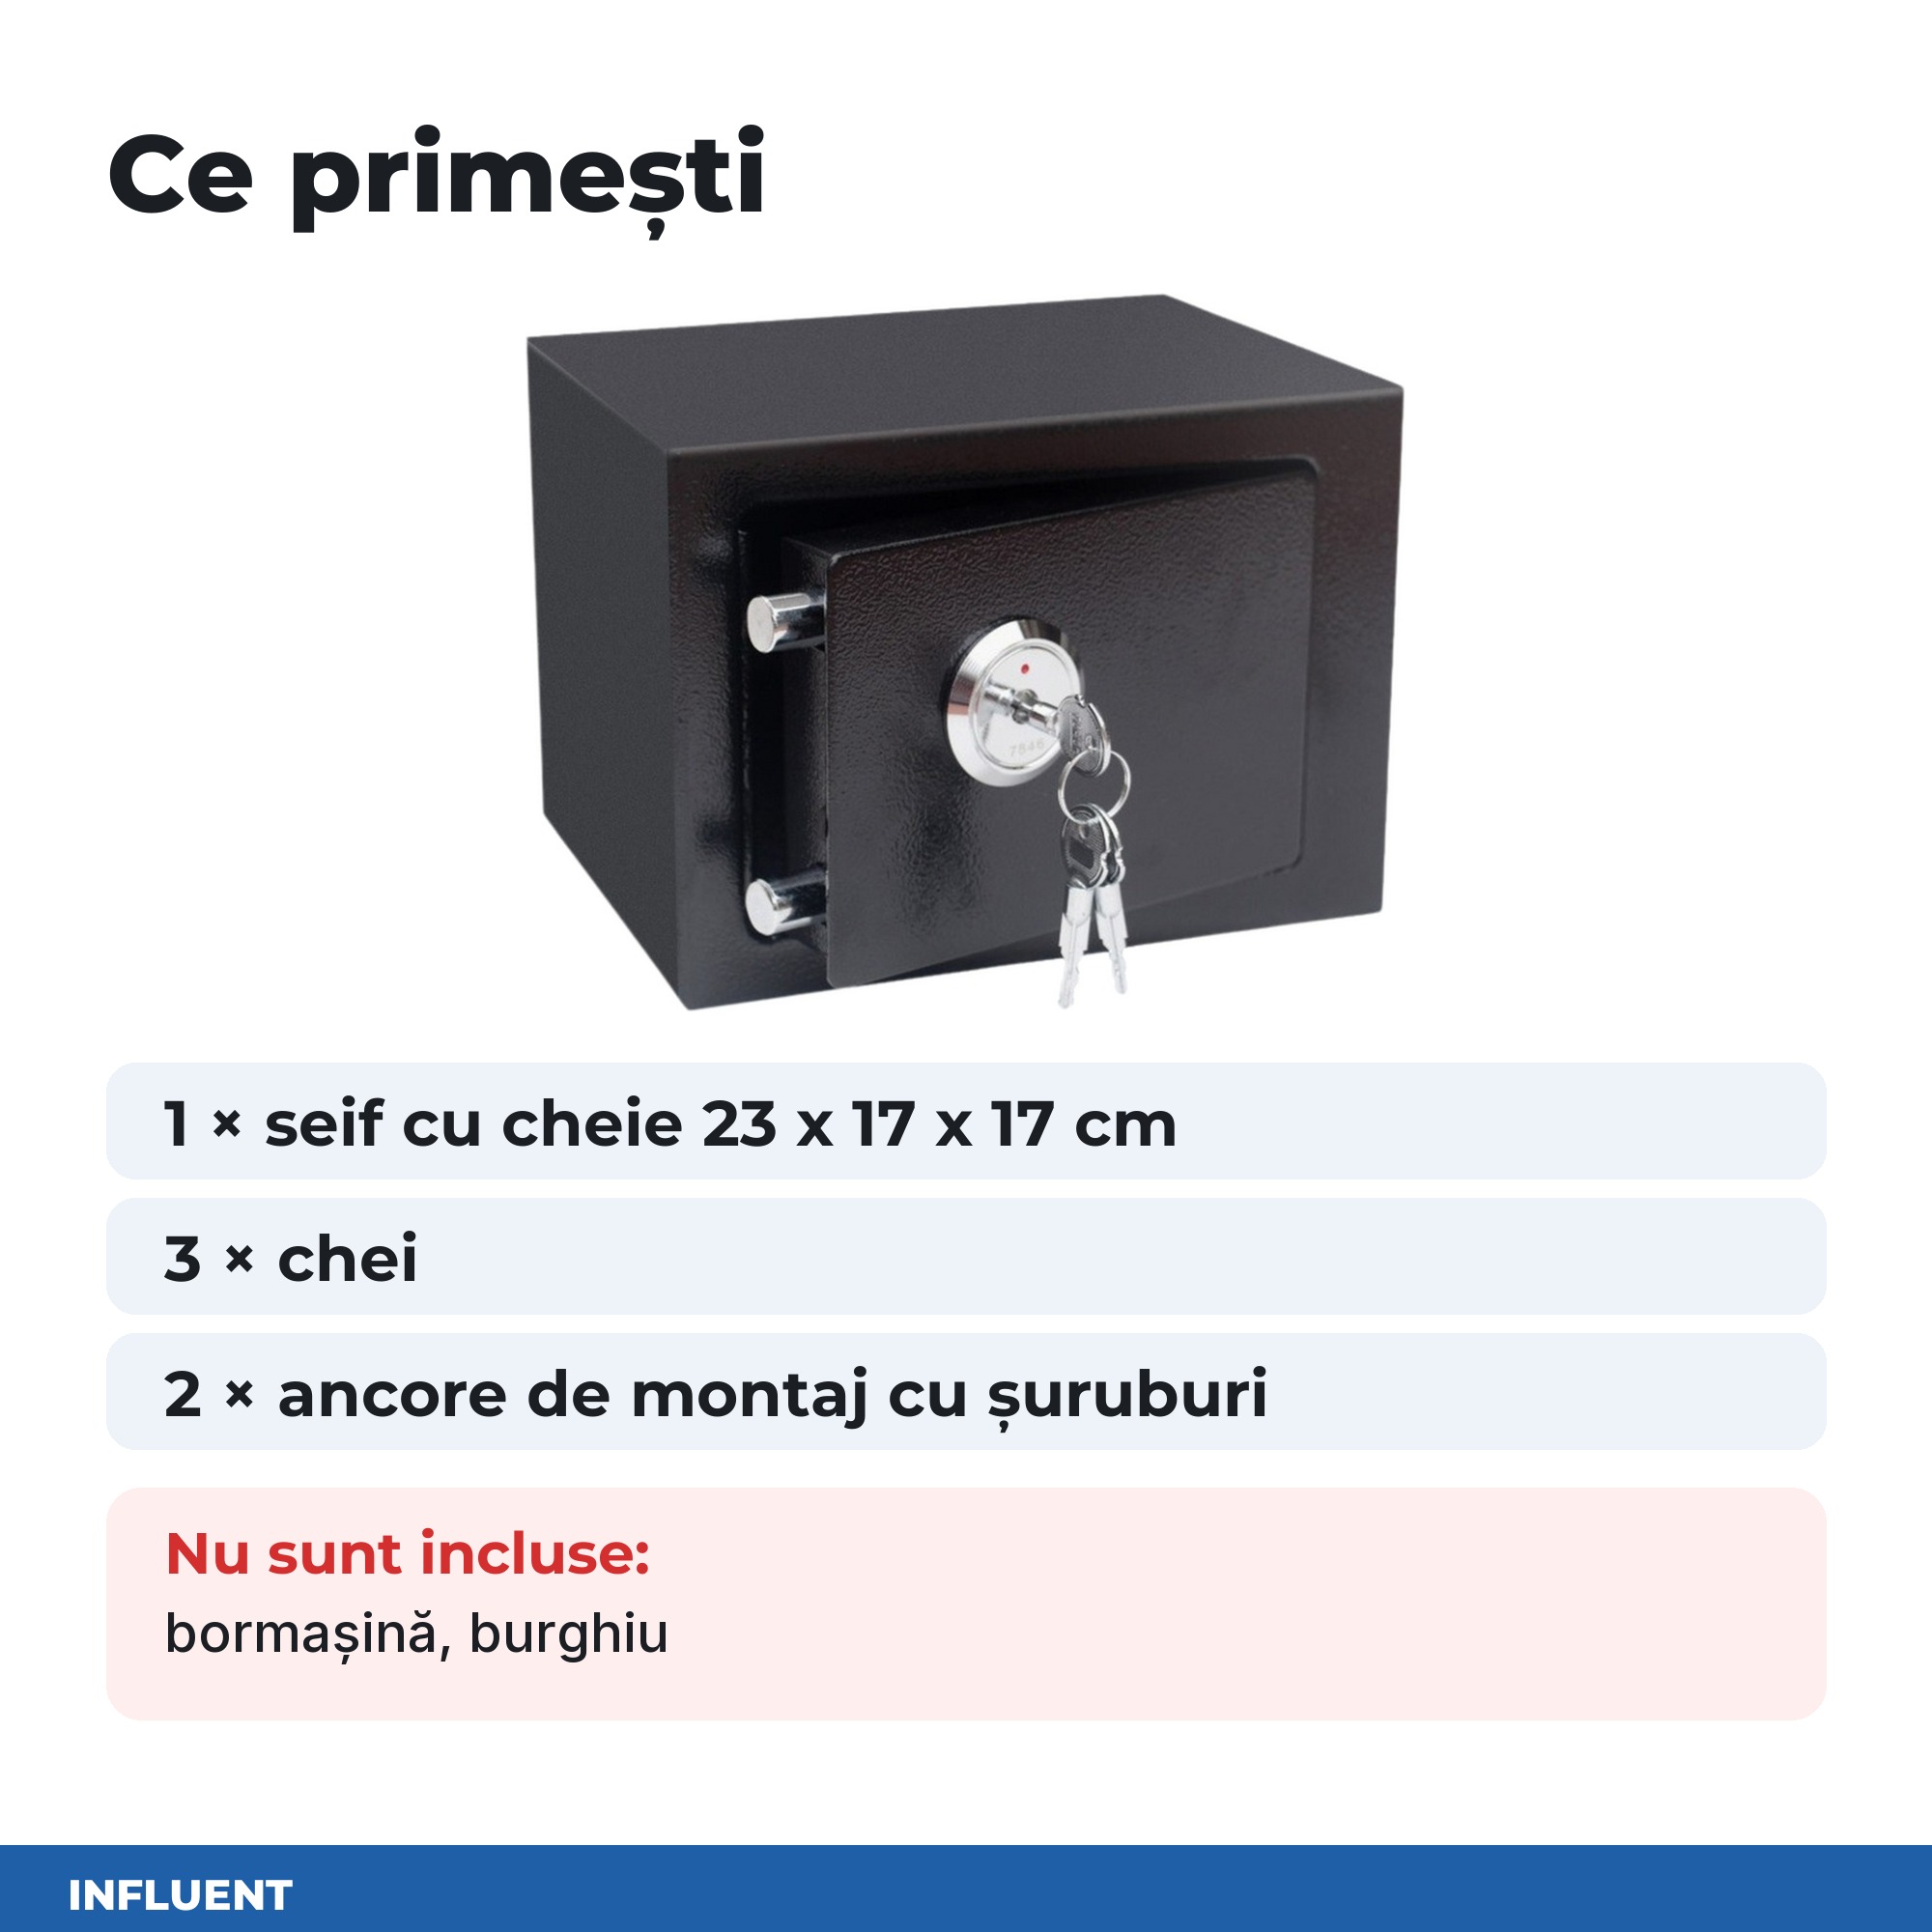 Ce primești
7846
1 × seif cu cheie 23 x 17 x 17 cm
3 × chei
2 × ancore de montaj cu șuruburi
Nu sunt incluse:
bormașină, burghiu
INFLUENT